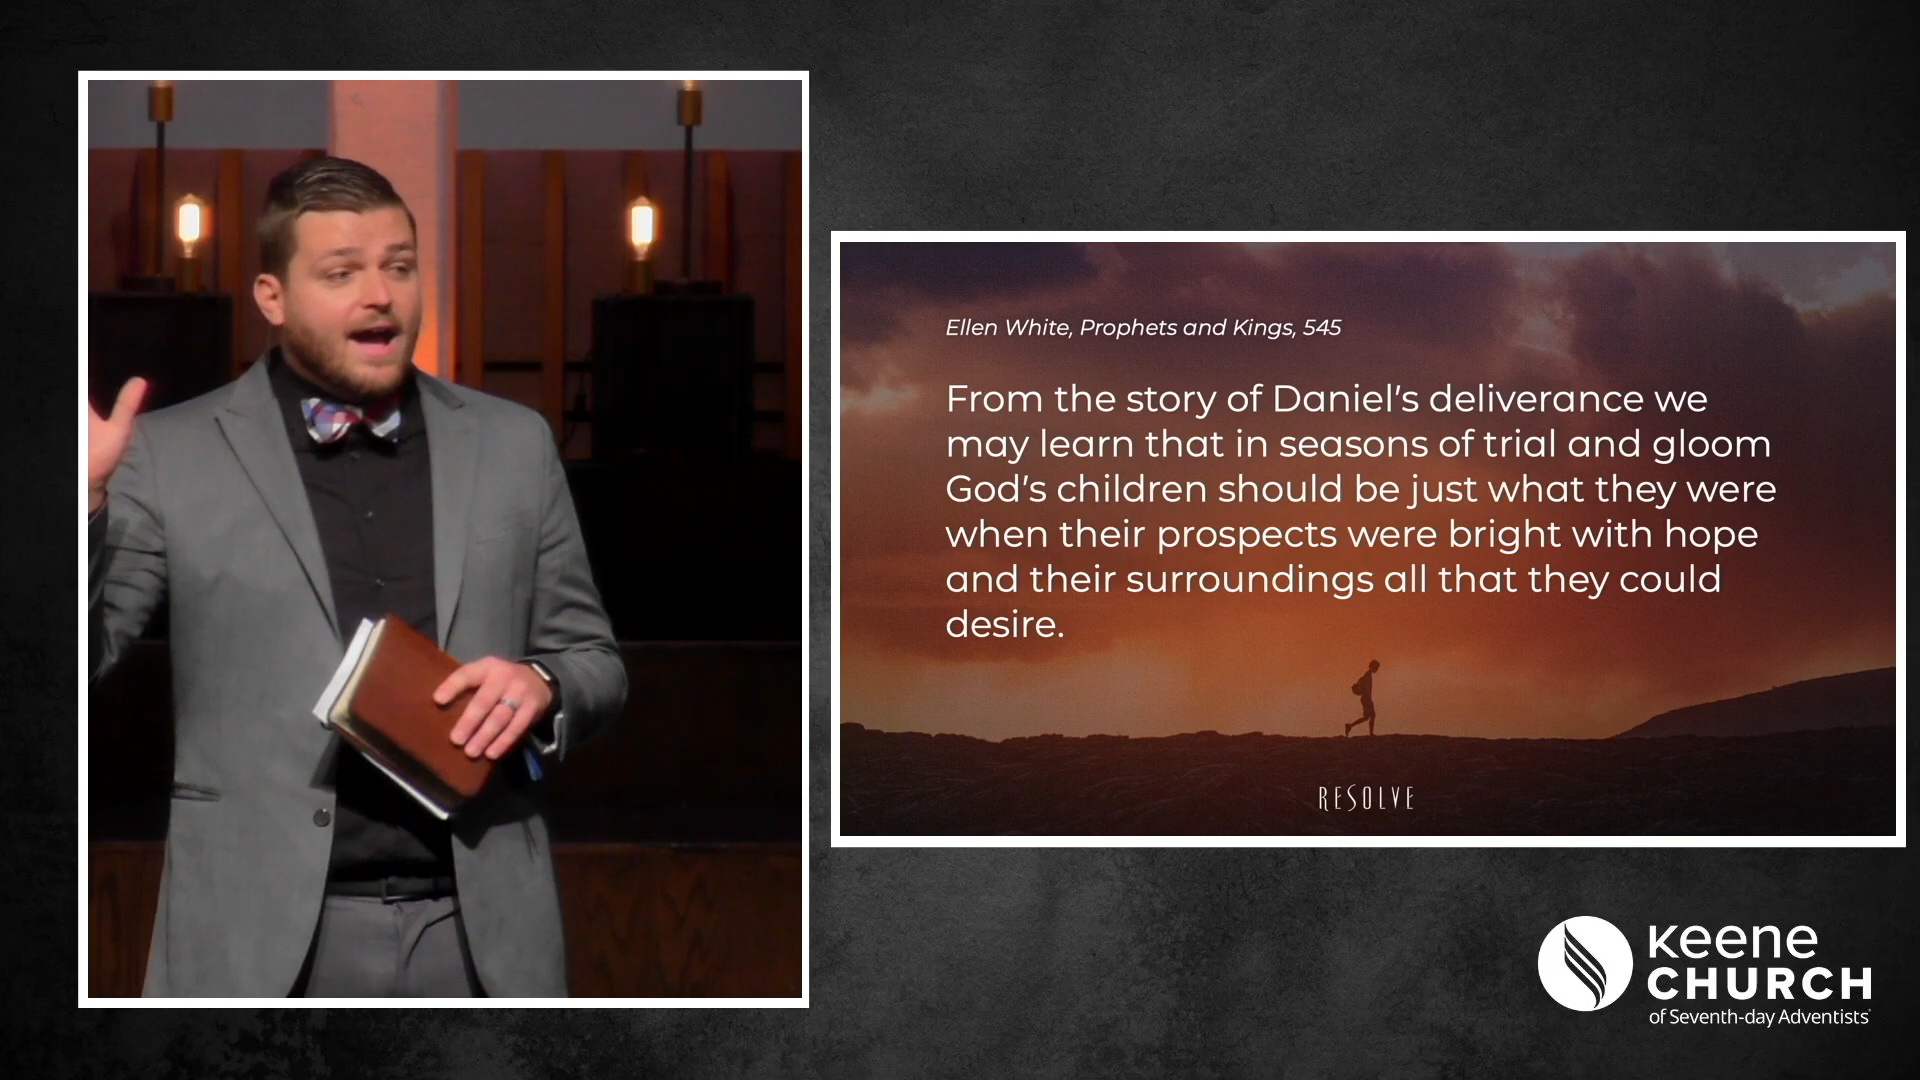 Ellen White, Prophets and Kings, 545
From the story of Daniel's deliverance we
may learn that in seasons of trial and gloom
God's children should be just what they were
when their prospects were bright with hope
and their surroundings all that they could
desire.
RESOLVE
Keene
CHURCH
of Seventh-day Adventists